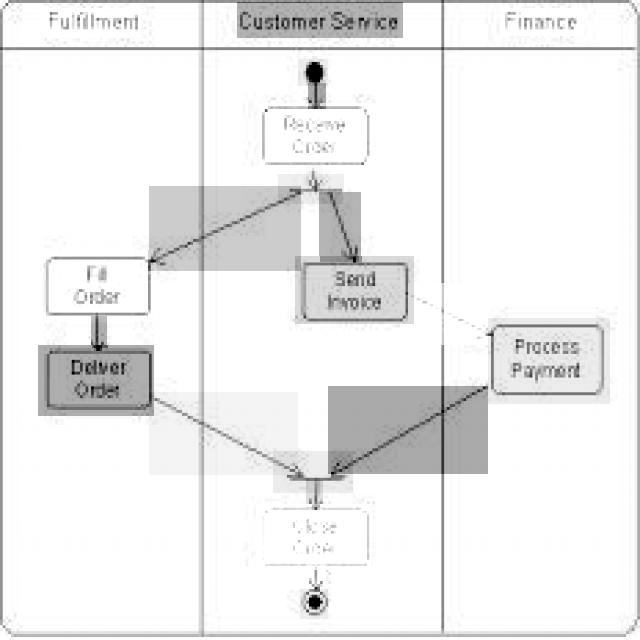 Fulfillment
Customer Service
Finance
Receive
Order
Fill
Order
Send
Invoice
Process
Payment
Deliver
Order
Close
Order